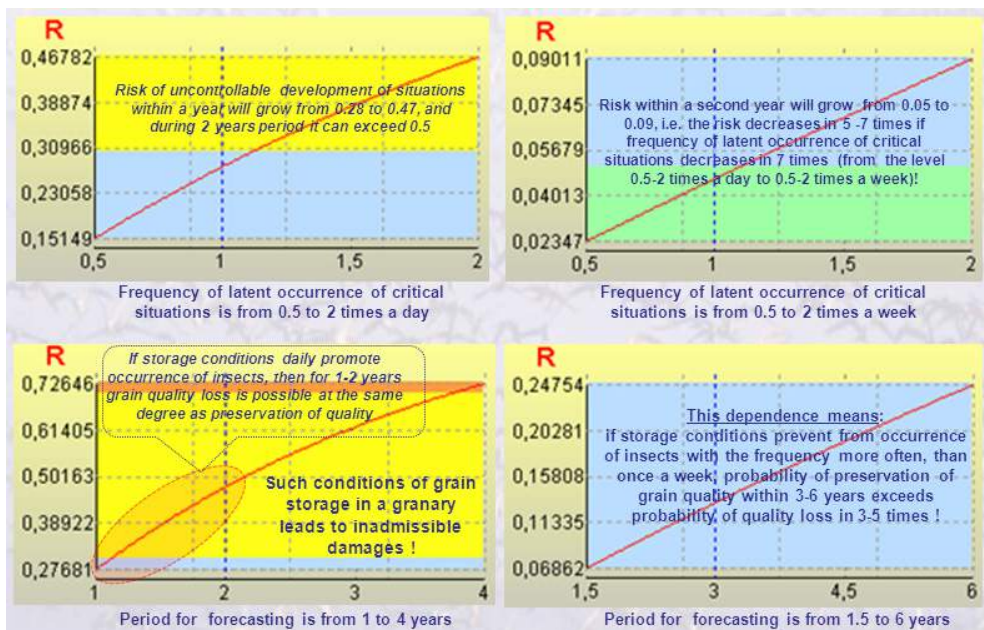 R
0,46782
0,38874
0,30966
0,23058
0,15149
0,5
1
1,5
2
Risk of uncontrollable development of situations
within a year will grow from 0.28 to 0.47, and
during 2 years period it can exceed 0.5
Frequency of latent occurrence of critical
situations is from 0.5 to 2 times a day
R
0,09011
0,07345
0,05679
0,04013
0,02347
0,5
1
1,5
2
Risk within a second year will grow from 0.05 to
0.09, i.e. the risk decreases in 5 -7 times if
frequency of latent occurrence of critical
situations decreases in 7 times (from the level
0.5-2 times a day to 0.5-2 times a week)!
Frequency of latent occurrence of critical
situations is from 0.5 to 2 times a week
R
0,72646
0,61405
0,50163
0,38922
0,27681
1
2
3
4
If storage conditions daily promote
occurrence of insects, then for 1-2 years
grain quality loss is possible at the same
degree as preservation of quality
Such conditions of grain
storage in a granary
leads to inadmissible
damages !
Period for forecasting is from 1 to 4 years
R
0,24754
0,20281
0,15808
0,11335
0,06862
1,5
3
4,5
6
This dependence means:
if storage conditions prevent from occurrence
of insects with the frequency more often, than
once a week, probability of preservation of
grain quality within 3-6 years exceeds
probability of quality loss in 3-5 times !
Period for forecasting is from 1.5 to 6 years